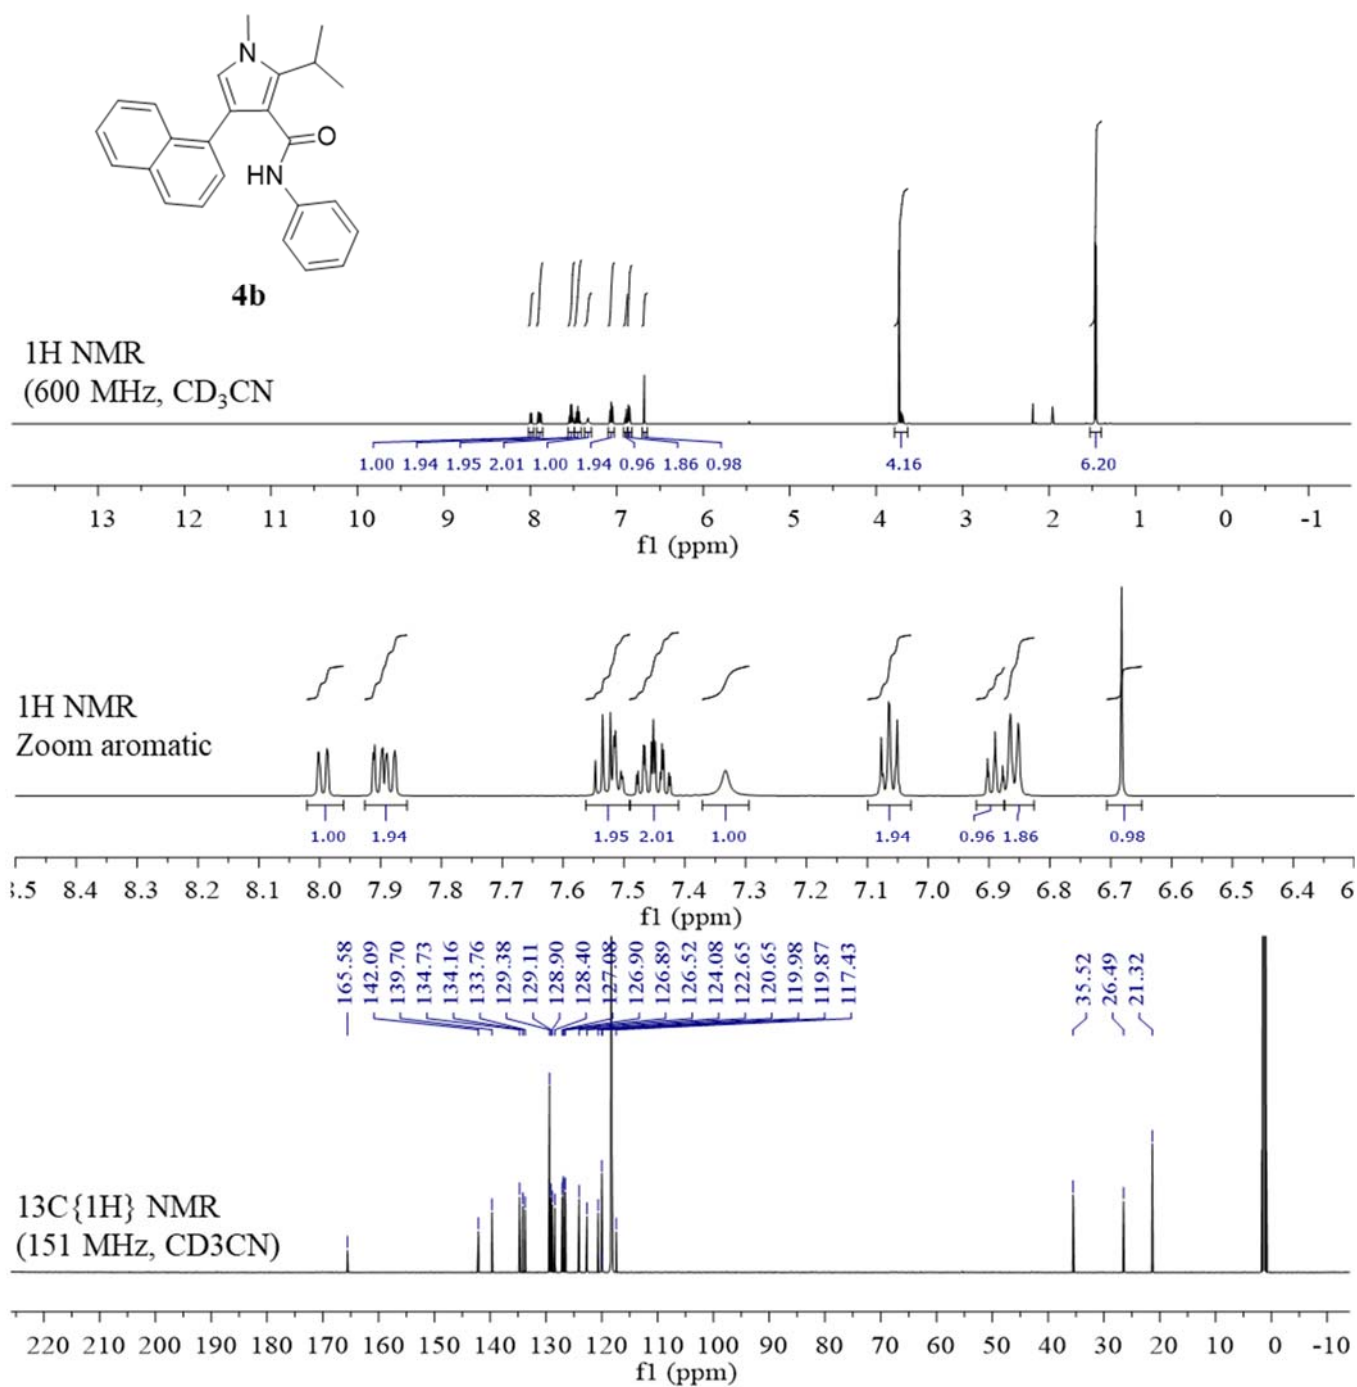 N
O
HN
4b
1H NMR
(600 MHz, CD₃CN
1.00 1.94 1.95 2.01 1.00 1.94 0.96 1.86 0.98 4.16 6.20
13 12 11 10 9 8 7 6 5 4 3 2 1 0 -1
f1 (ppm)
1H NMR
Zoom aromatic
1.00 1.94 1.95 2.01 1.00 1.94 0.96 1.86 0.98
8.4 8.3 8.2 8.1 8.0 7.9 7.8 7.7 7.6 7.5 7.4 7.3 7.2 7.1 7.0 6.9 6.8 6.7 6.6 6.5 6.4
f1 (ppm)
165.58
142.09
139.70
134.73
134.16
133.76
129.38
129.11
128.90
128.40
127.08
126.90
126.89
126.52
124.08
122.65
120.65
119.98
119.87
117.43
35.52
26.49
21.32
13C{1H} NMR
(151 MHz, CD3CN)
220 210 200 190 180 170 160 150 140 130 120 110 100 90 80 70 60 50 40 30 20 10 0 -10
f1 (ppm)